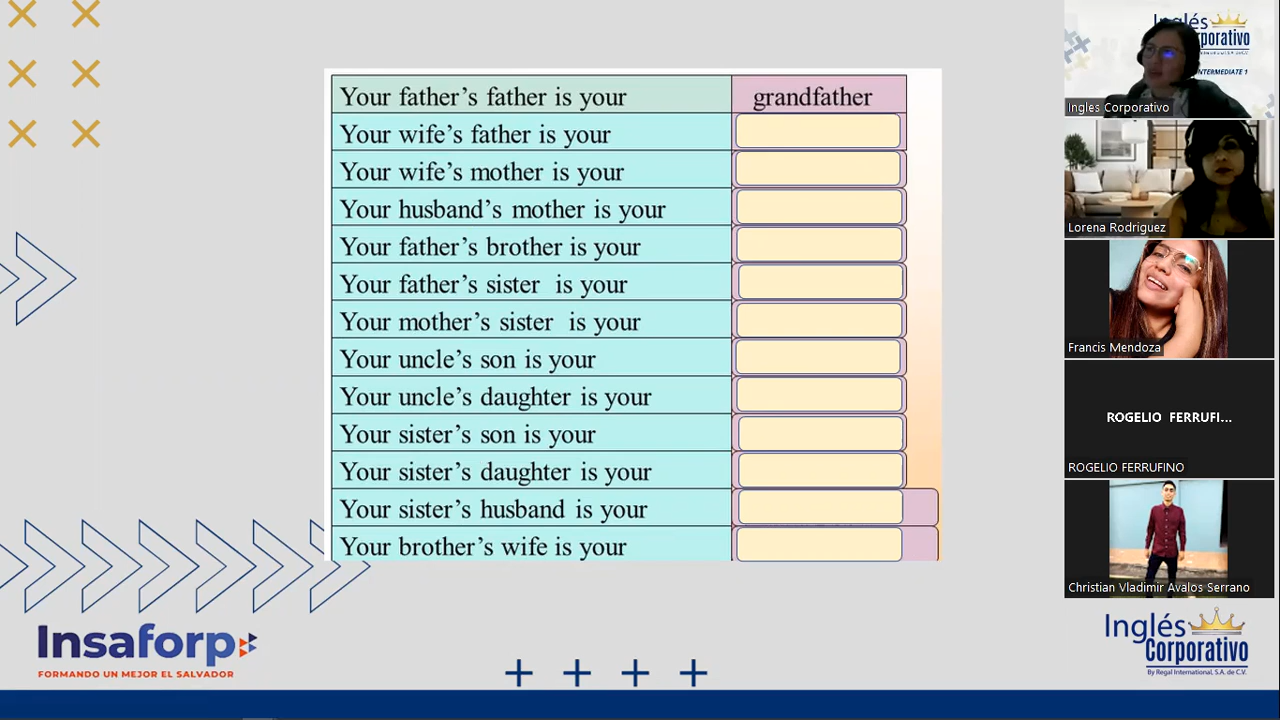 Your father's father is your grandfather
Your wife's father is your
Your wife's mother is your
Your husband's mother is your
Your father's brother is your
Your father's sister is your
Your mother's sister is your
Your uncle's son is your
Your uncle's daughter is your
Your sister's son is your
Your sister's daughter is your
Your sister's husband is your
Your brother's wife is your
Insaforp
FORMANDO UN MEJOR EL SALVADOR
Inglés
Corporativo
By Regal International, S.A. de C.V.
Inglés
rporativo
NTERMEDIATE 1
Ingles Corporativo
Lorena Rodriguez
Francis Mendoza
ROGELIO FERRUFI...
ROGELIO FERRUFINO
Christian Vladimir Avalos Serrano